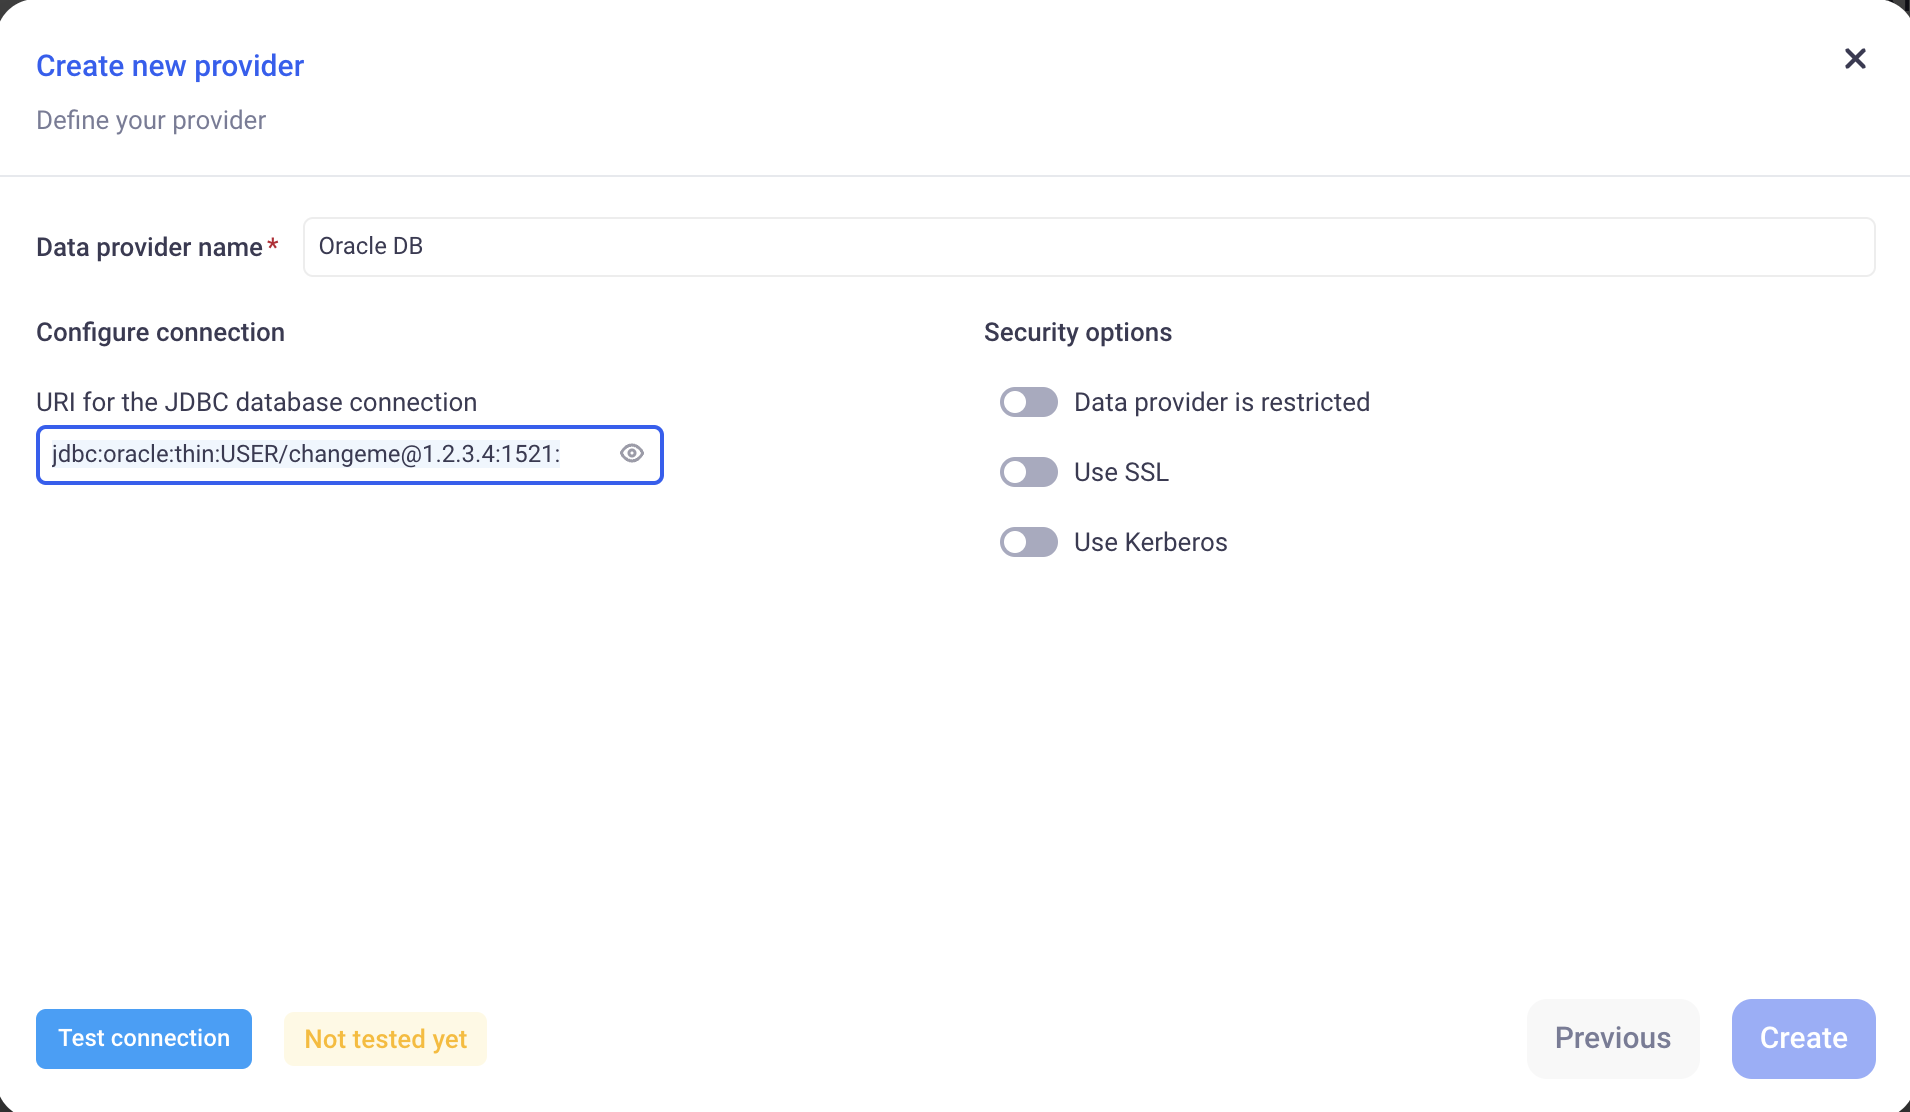 Create new provider
Define your provider
Data provider name*
Oracle DB
Configure connection
URI for the JDBC database connection
jdbc:oracle:thin:USER/changeme@1.2.3.4:1521:
Security options
Data provider is restricted
Use SSL
Use Kerberos
Test connection
Not tested yet
Previous
Create